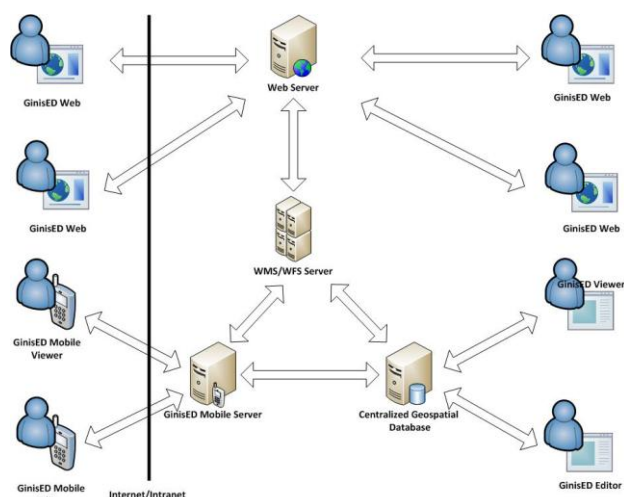 GinisED Web
Web Server
GinisED Web
GinisED Web
GinisED Web
WMS/WFS Server
GinisED Viewer
GinisED Mobile
Viewer
GinisED Mobile Server
Centralized Geospatial
Database
GinisED Mobile
Internet/Intranet
GinisED Editor